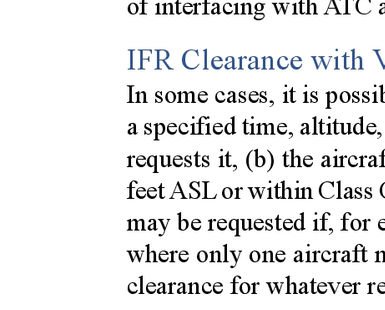 of interfacing with ATC a
IFR Clearance with V
In some cases, it is possib
a specified time, altitude,
requests it, (b) the aircraf
feet ASL or within Class
may be requested if, for e
where only one aircraft n
clearance for whatever re